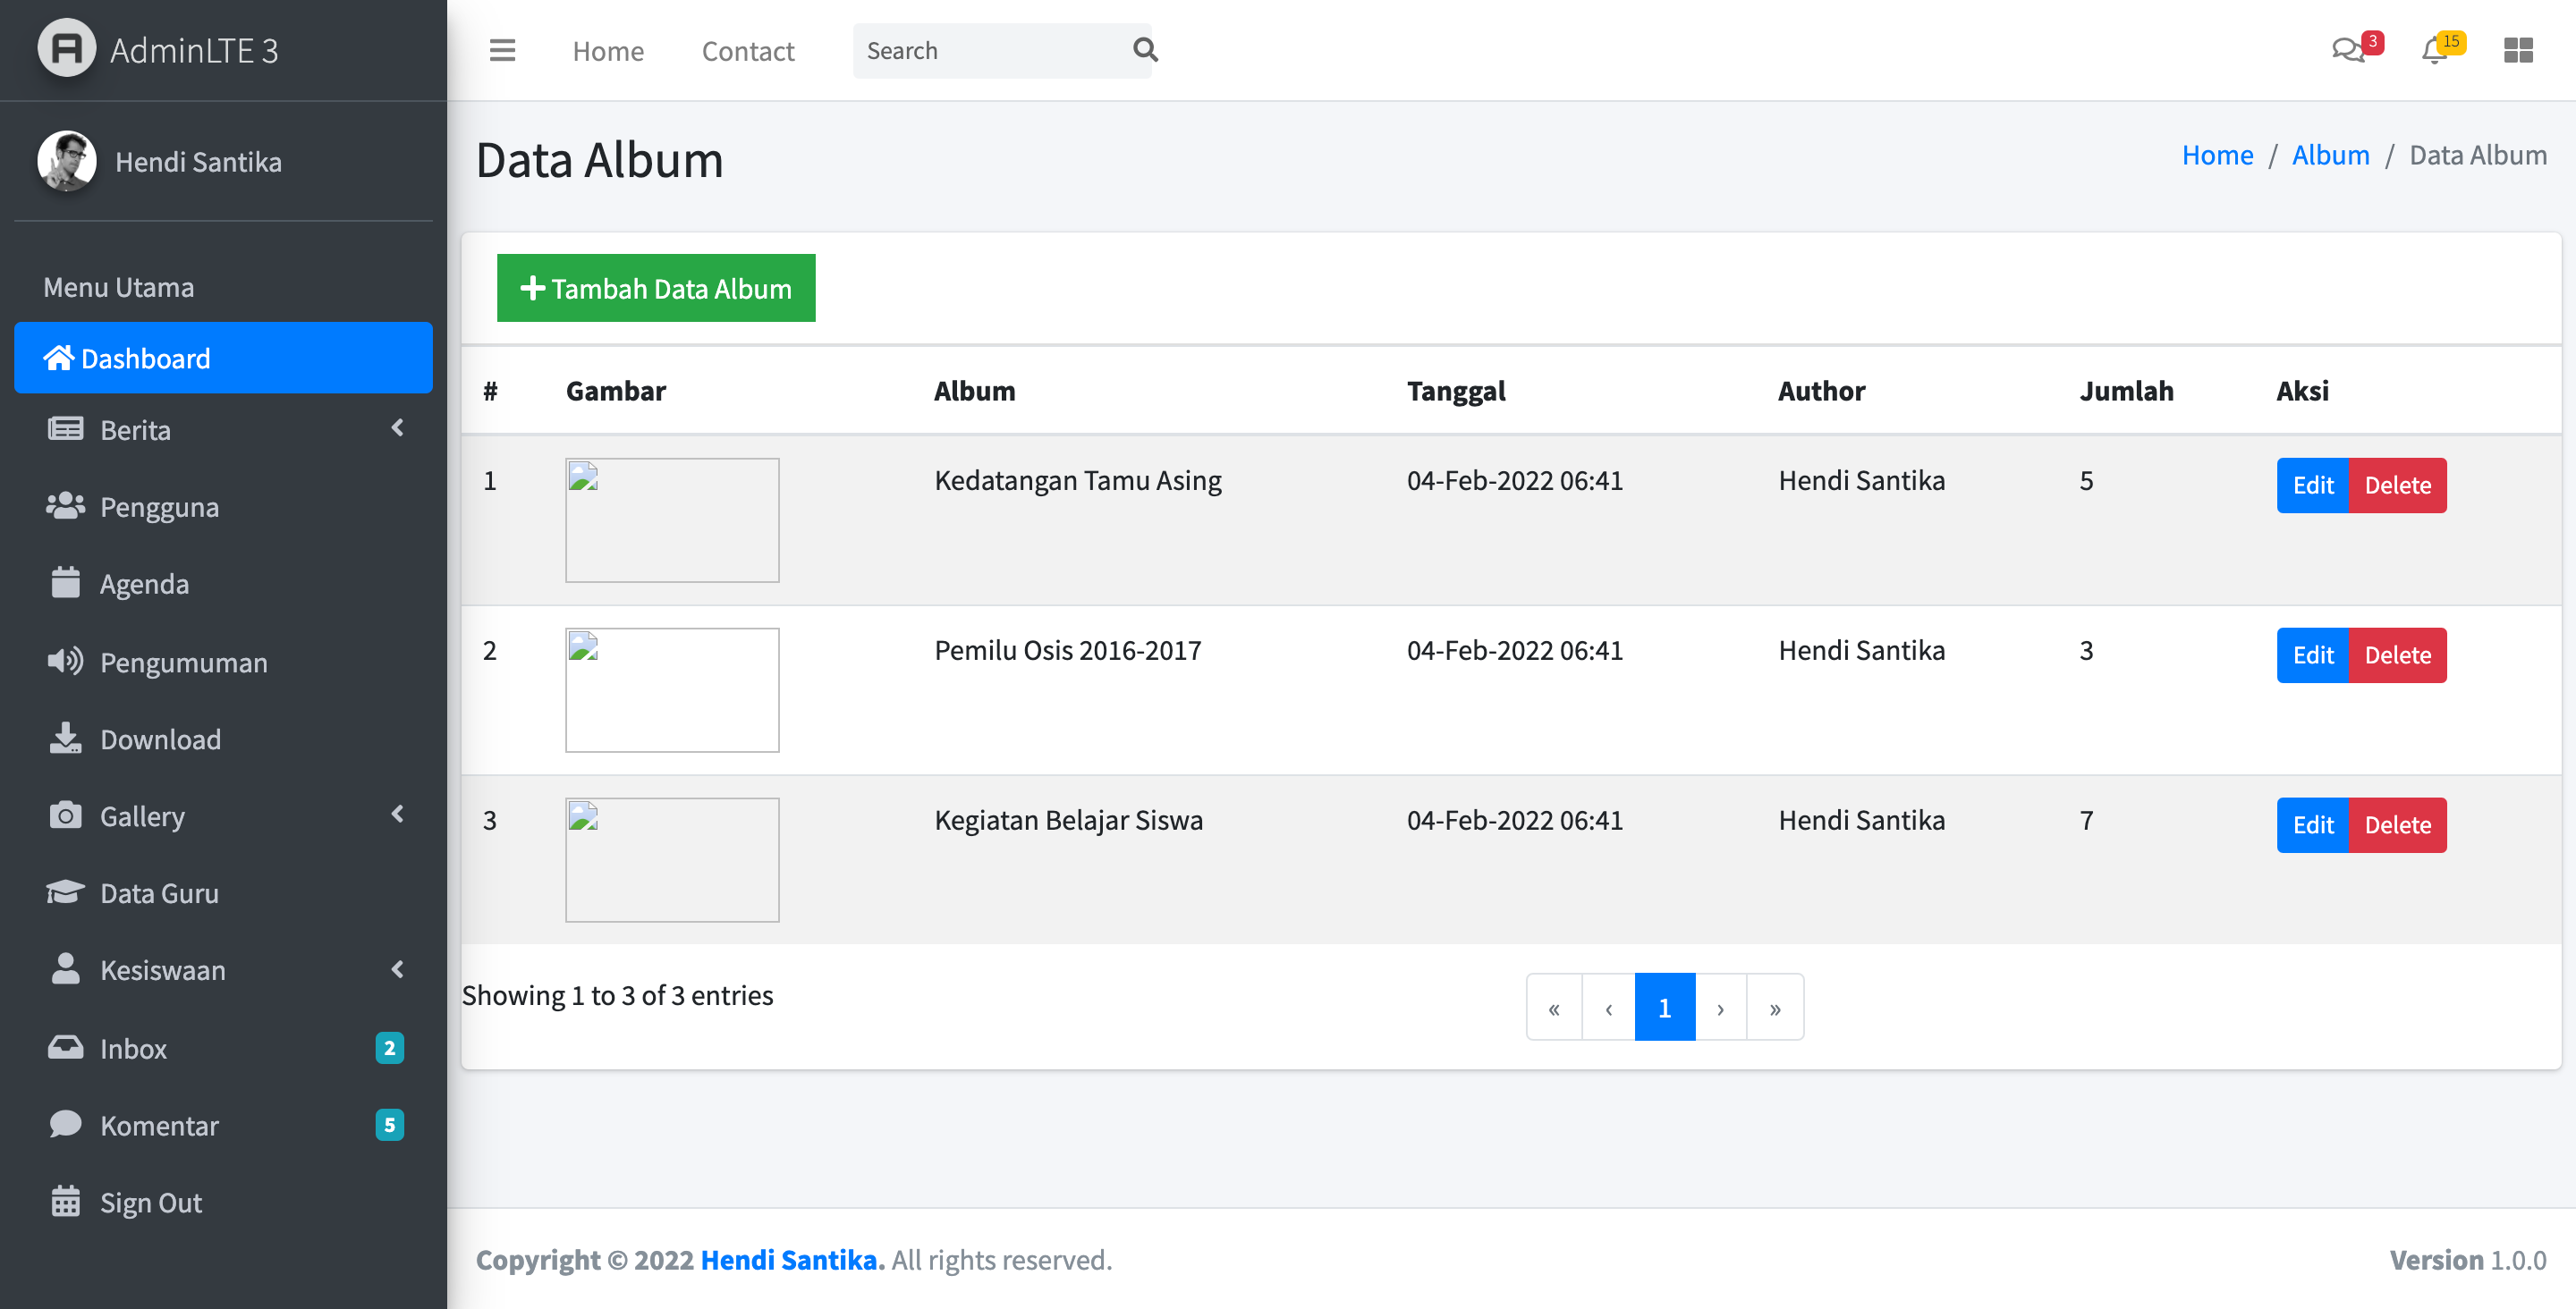 AdminLTE 3
Home Contact Search 3 15
Hendi Santika
Data Album
Home / Album / Data Album
Menu Utama
Dashboard
Berita
Pengguna
Agenda
Pengumuman
Download
Gallery
Data Guru
Kesiswaan
Inbox 2
Komentar 5
Sign Out
+ Tambah Data Album
# Gambar Album Tanggal Author Jumlah Aksi
1 Kedatangan Tamu Asing 04-Feb-2022 06:41 Hendi Santika 5 Edit Delete
2 Pemilu Osis 2016-2017 04-Feb-2022 06:41 Hendi Santika 3 Edit Delete
3 Kegiatan Belajar Siswa 04-Feb-2022 06:41 Hendi Santika 7 Edit Delete
Showing 1 to 3 of 3 entries
« ‹ 1 › »
Copyright © 2022 Hendi Santika. All rights reserved.
Version 1.0.0